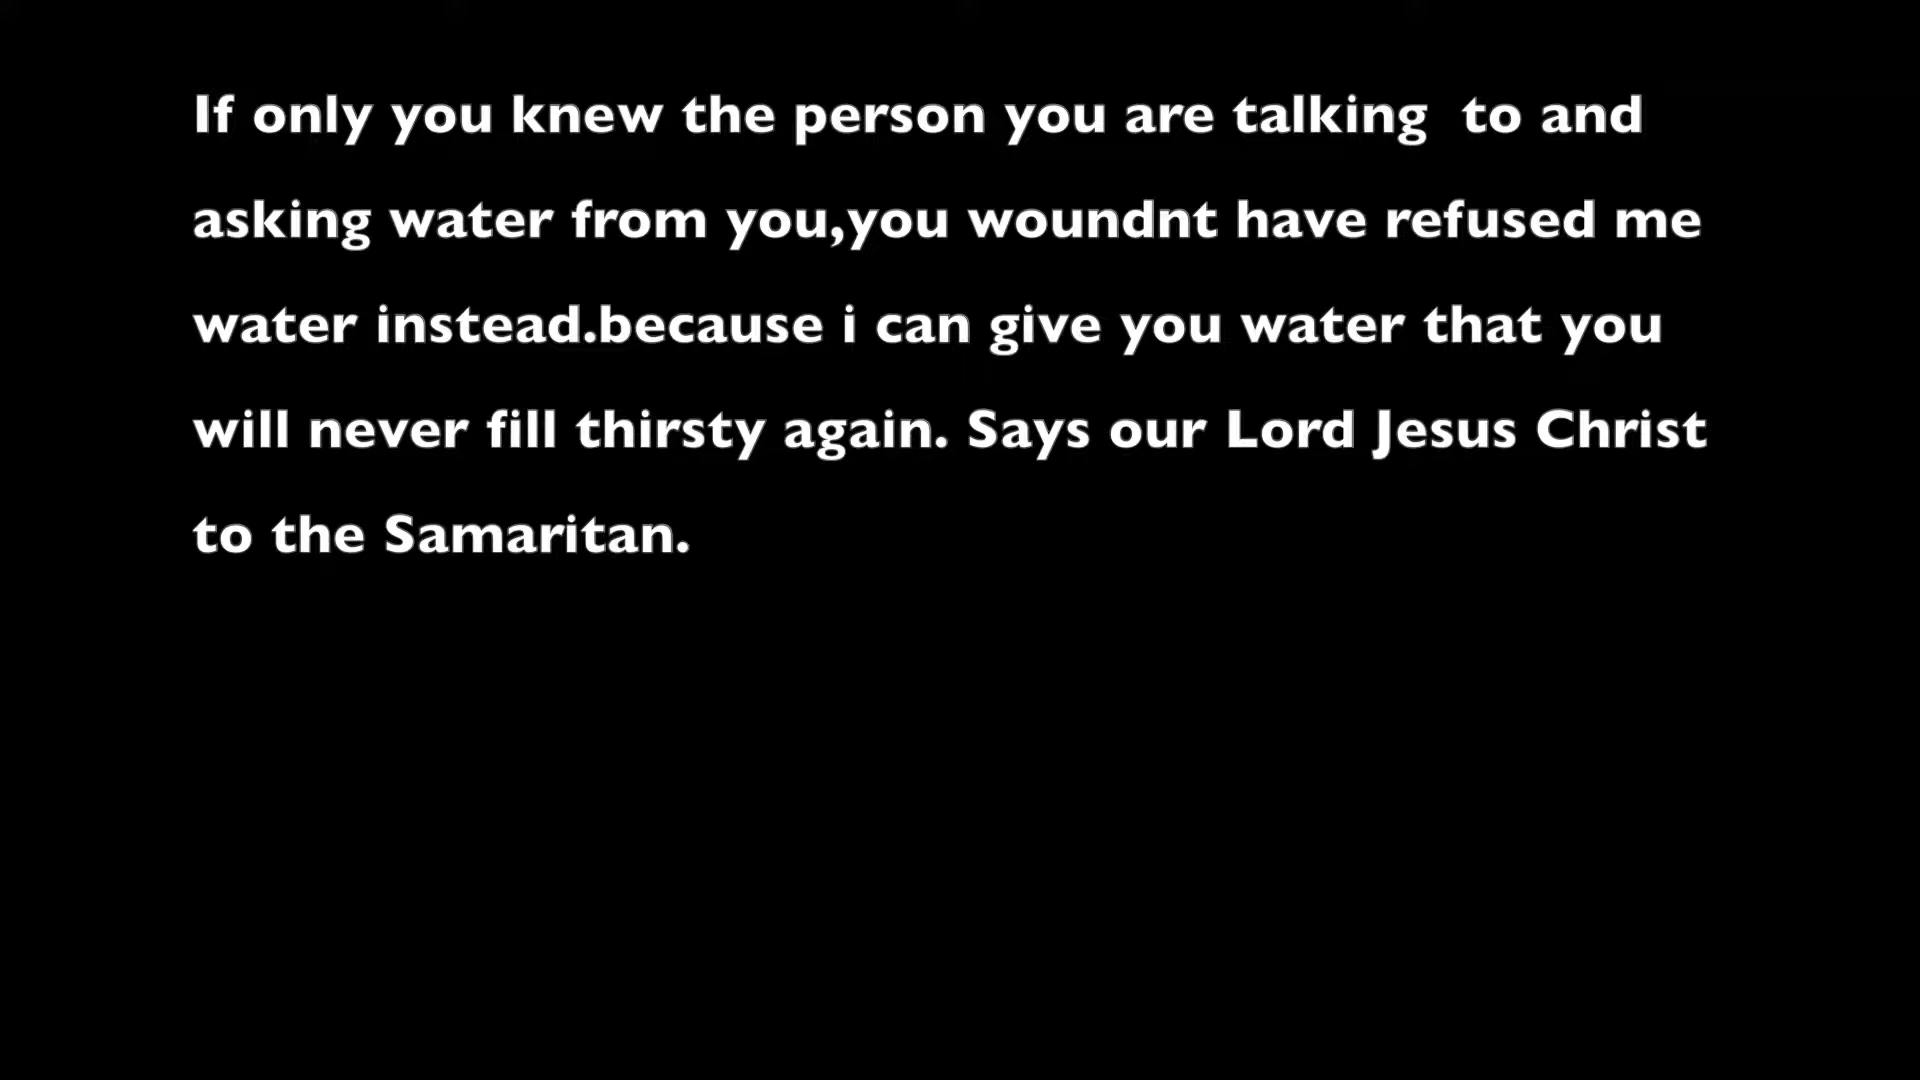 If only you knew the person you are talking  to and
asking water from you,you woundnt have refused me
water instead.because i can give you water that you
will never fill thirsty again. Says our Lord Jesus Christ
to the Samaritan.